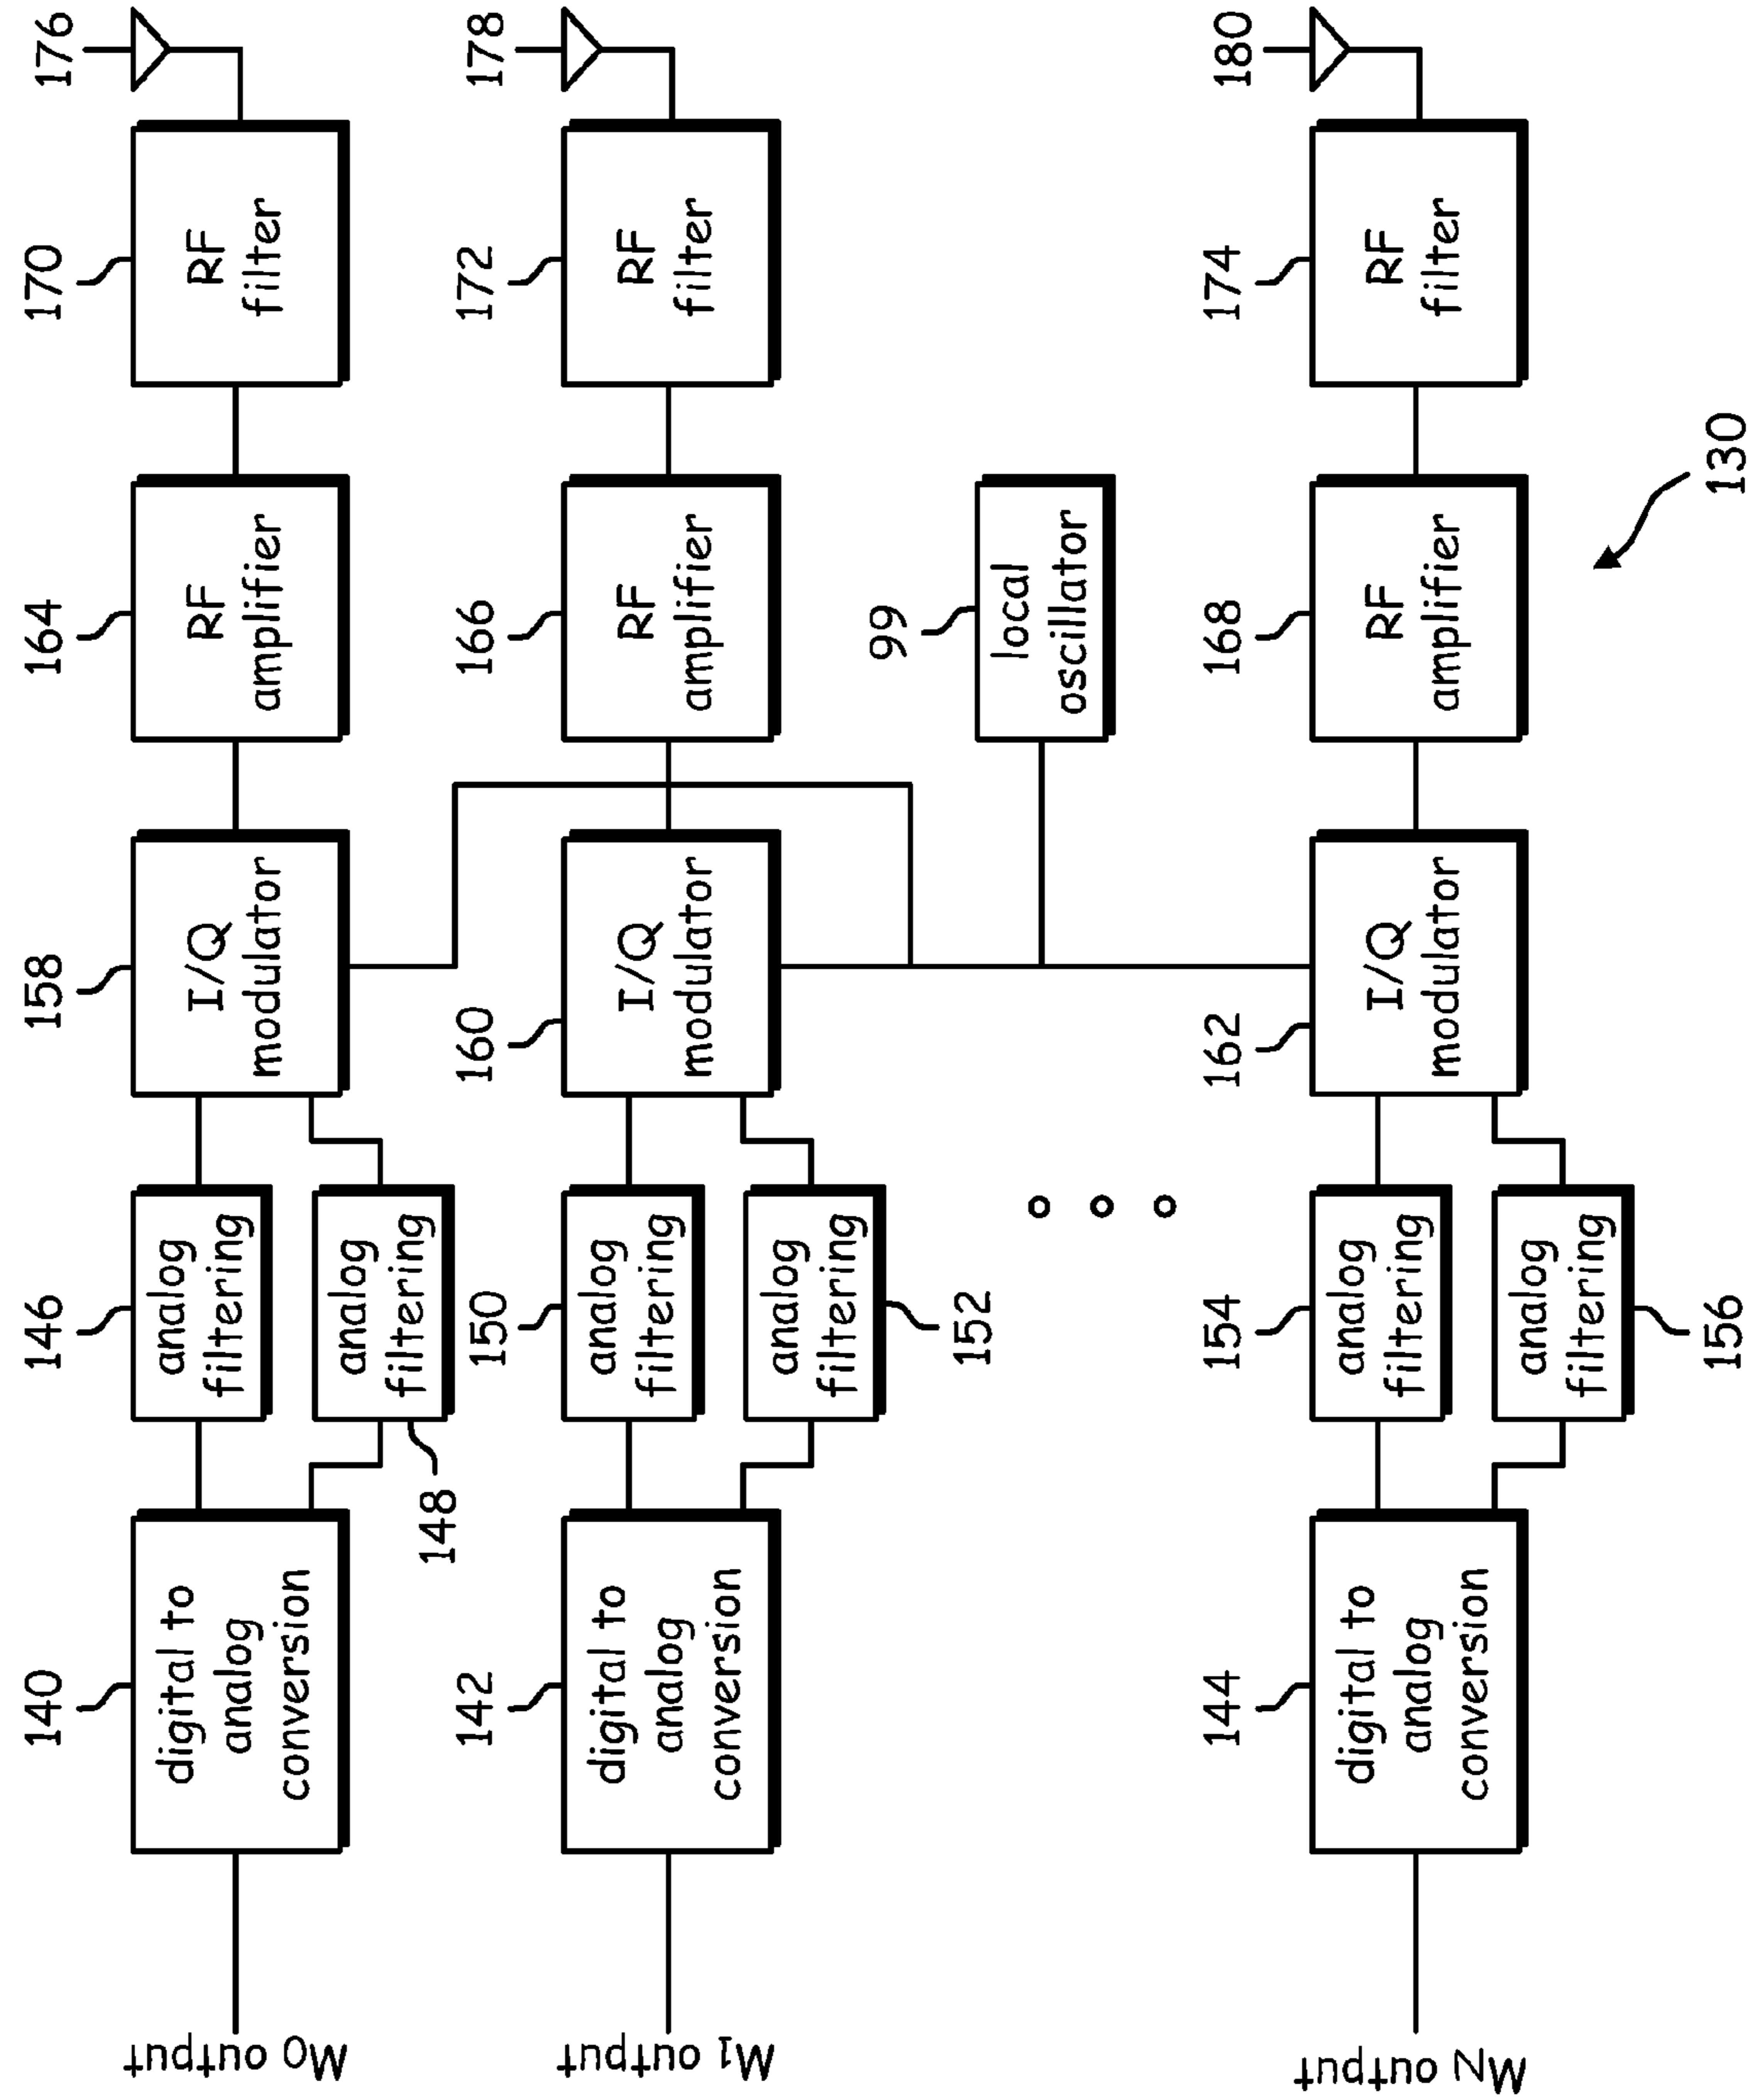 M0 output
140
digital to
analog
conversion
146
analog
filtering
148
analog
filtering
158
I/Q
modulator
164
RF
amplifier
170
RF
filter
176
M1 output
142
digital to
analog
conversion
150
analog
filtering
152
analog
filtering
160
I/Q
modulator
166
RF
amplifier
172
RF
filter
178
99
local
oscillator
MN output
144
digital to
analog
conversion
154
analog
filtering
156
analog
filtering
162
I/Q
modulator
168
RF
amplifier
174
RF
filter
180
130